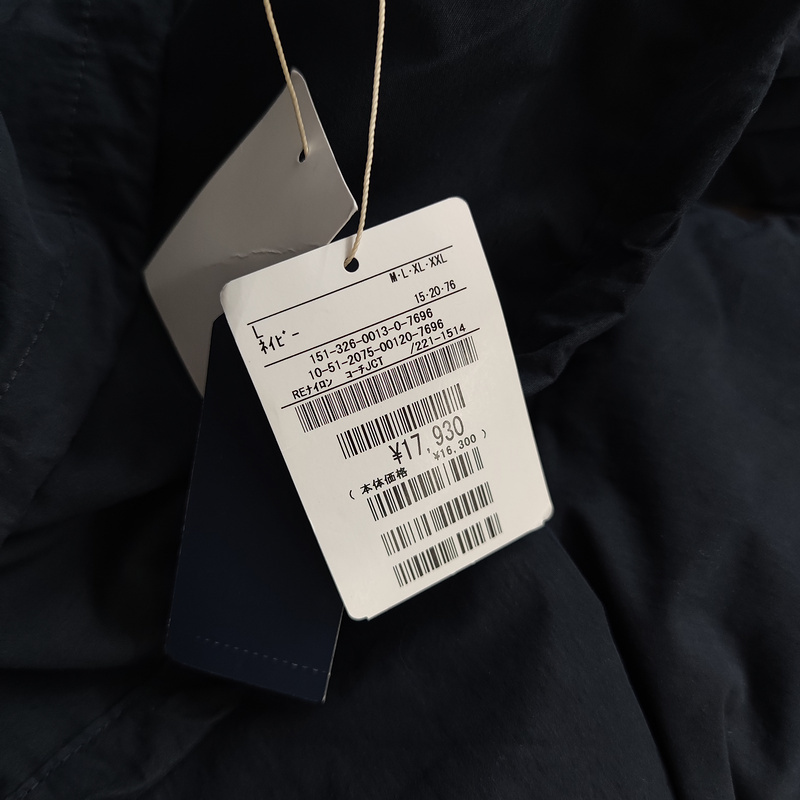 M·L·XL·XXL
15·20·76
L
ﾈｲﾋﾞｰ
151-326-0013-0-7696
10-51-2075-00120-7696
REﾅｲﾛﾝ ｺｰﾁJCT /221-1514
¥17,930
( 本体価格 ¥16,300 )